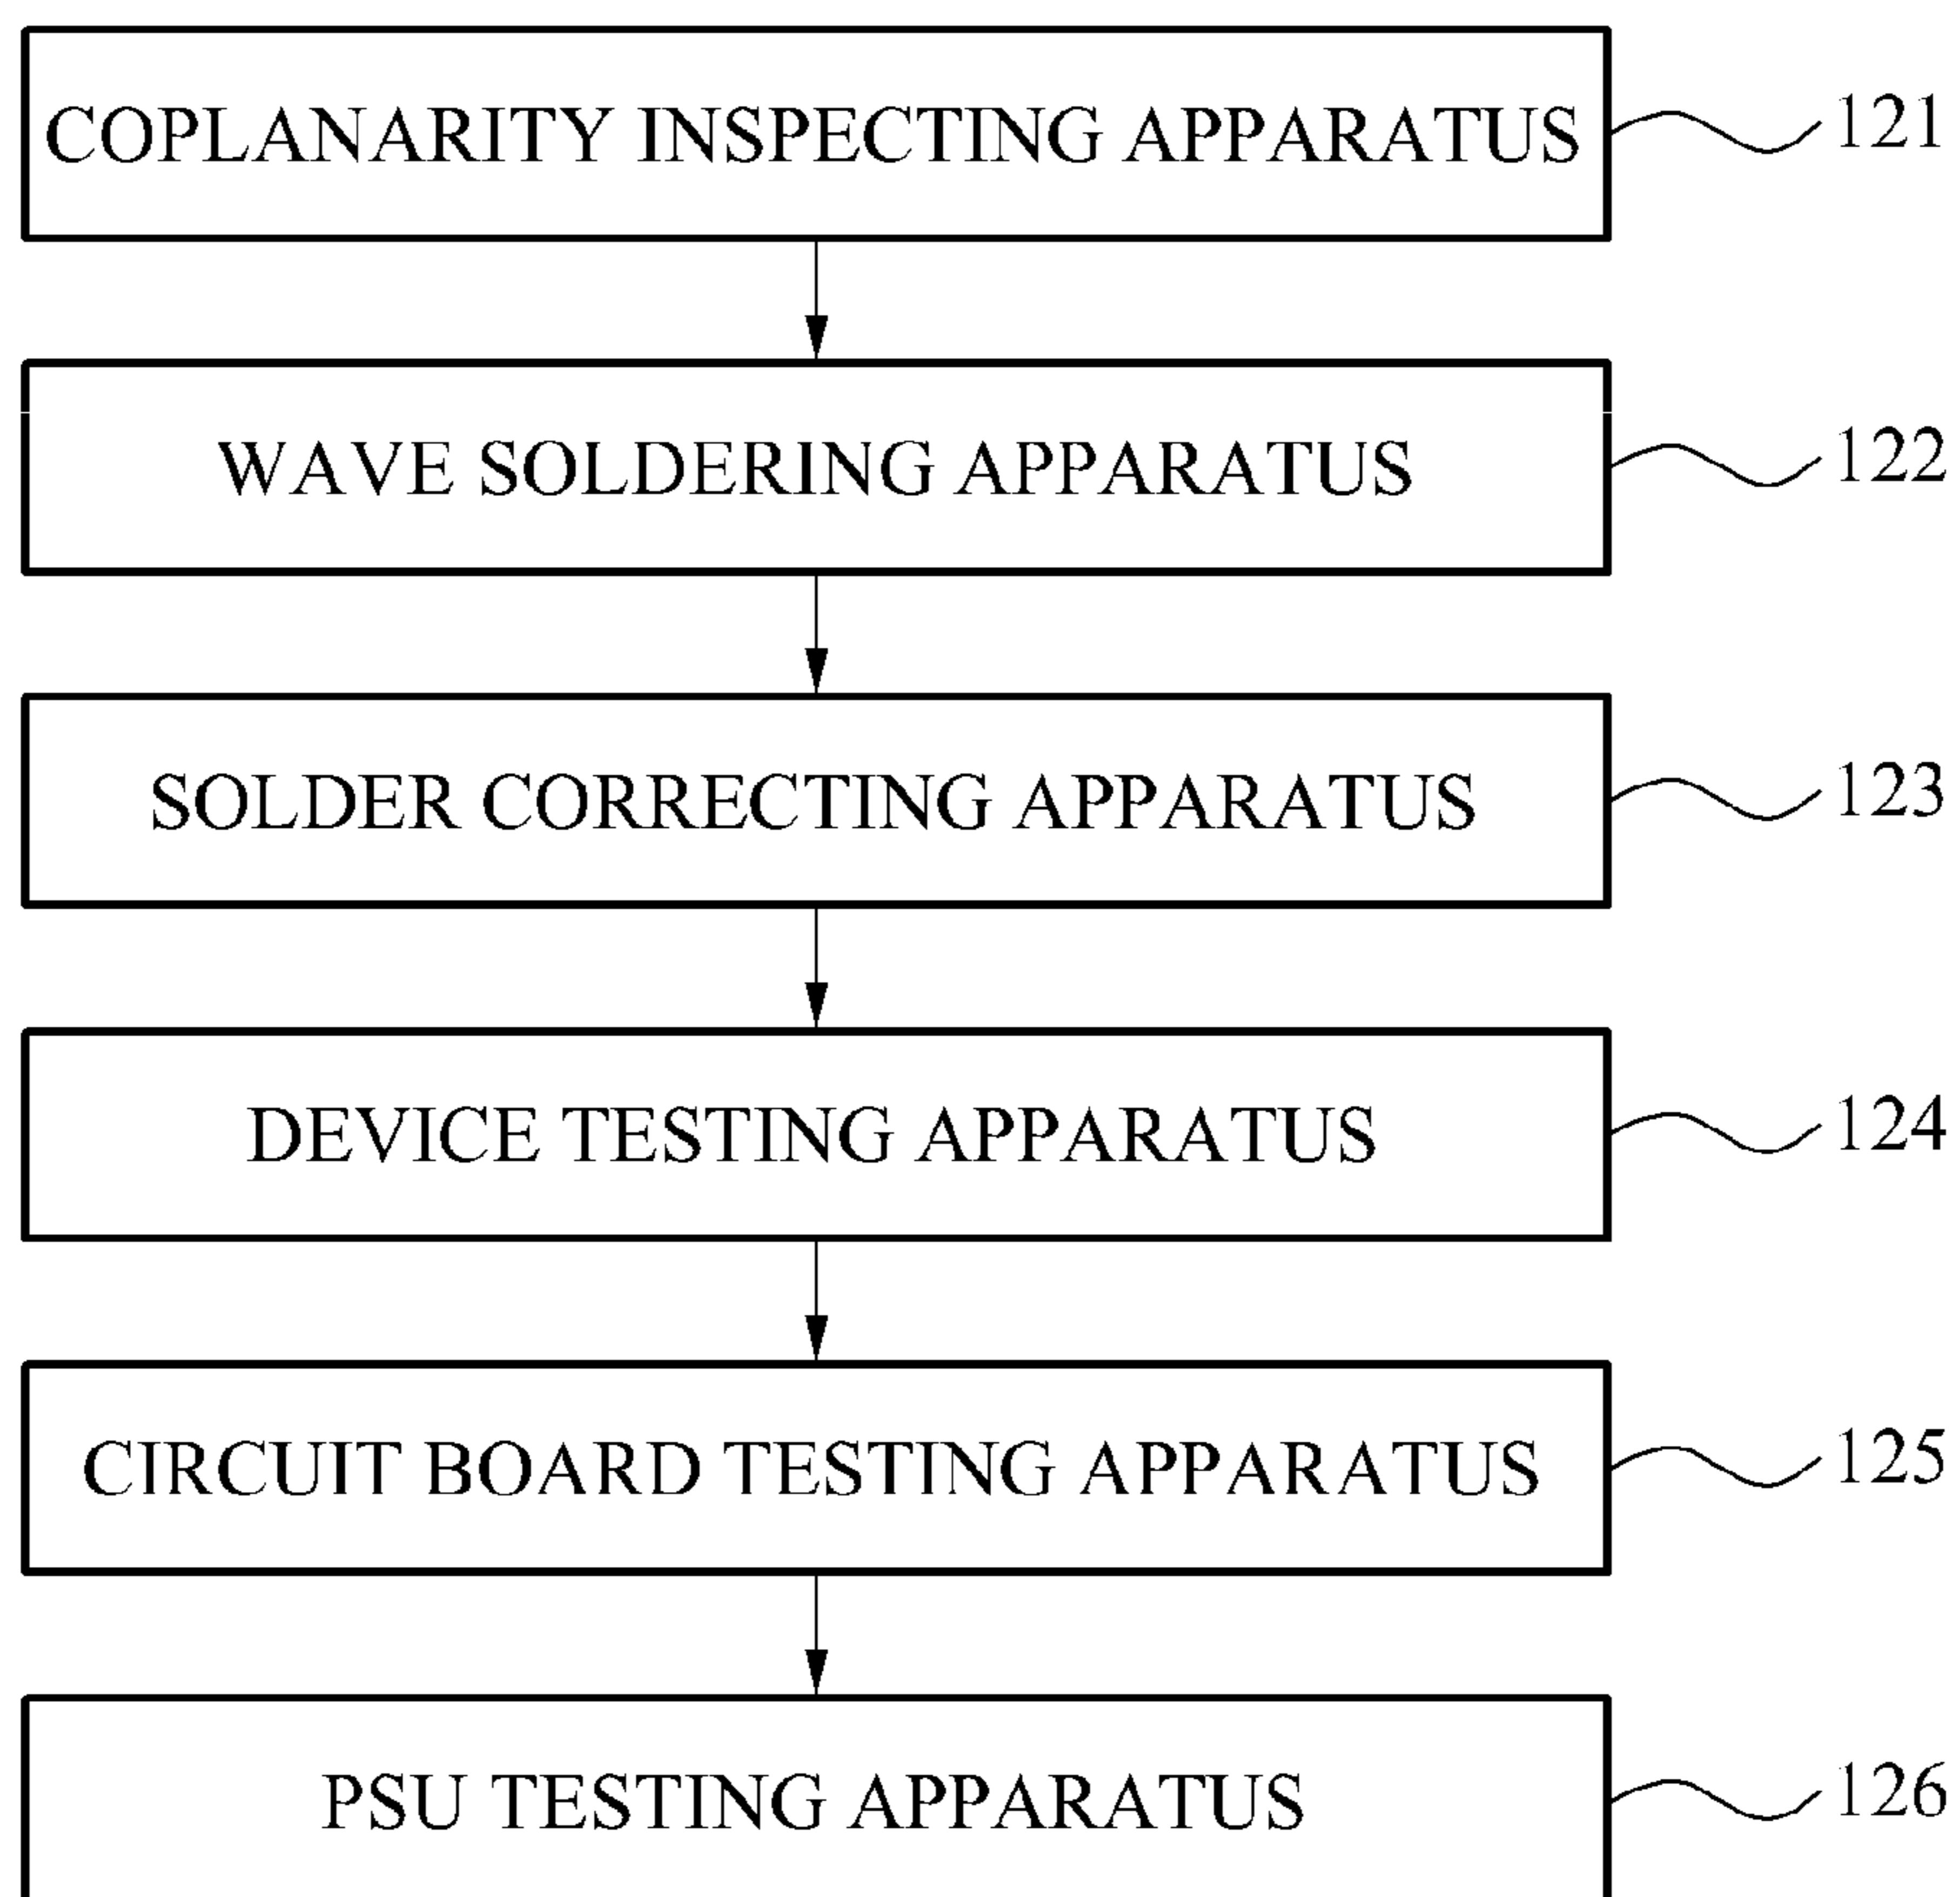 COPLANARITY INSPECTING APPARATUS 121
WAVE SOLDERING APPARATUS 122
SOLDER CORRECTING APPARATUS 123
DEVICE TESTING APPARATUS 124
CIRCUIT BOARD TESTING APPARATUS 125
PSU TESTING APPARATUS 126